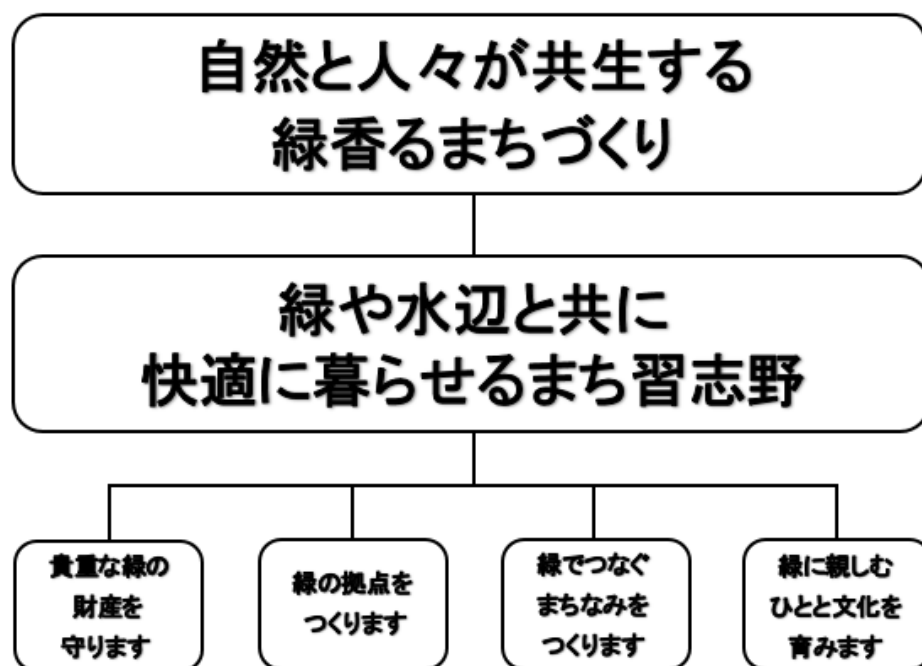 自然と人々が共生する
緑香るまちづくり
緑や水辺と共に
快適に暮らせるまち習志野
貴重な緑の
財産を
守ります
緑の拠点を
つくります
緑でつなぐ
まちなみを
つくります
緑に親しむ
ひとと文化を
育みます